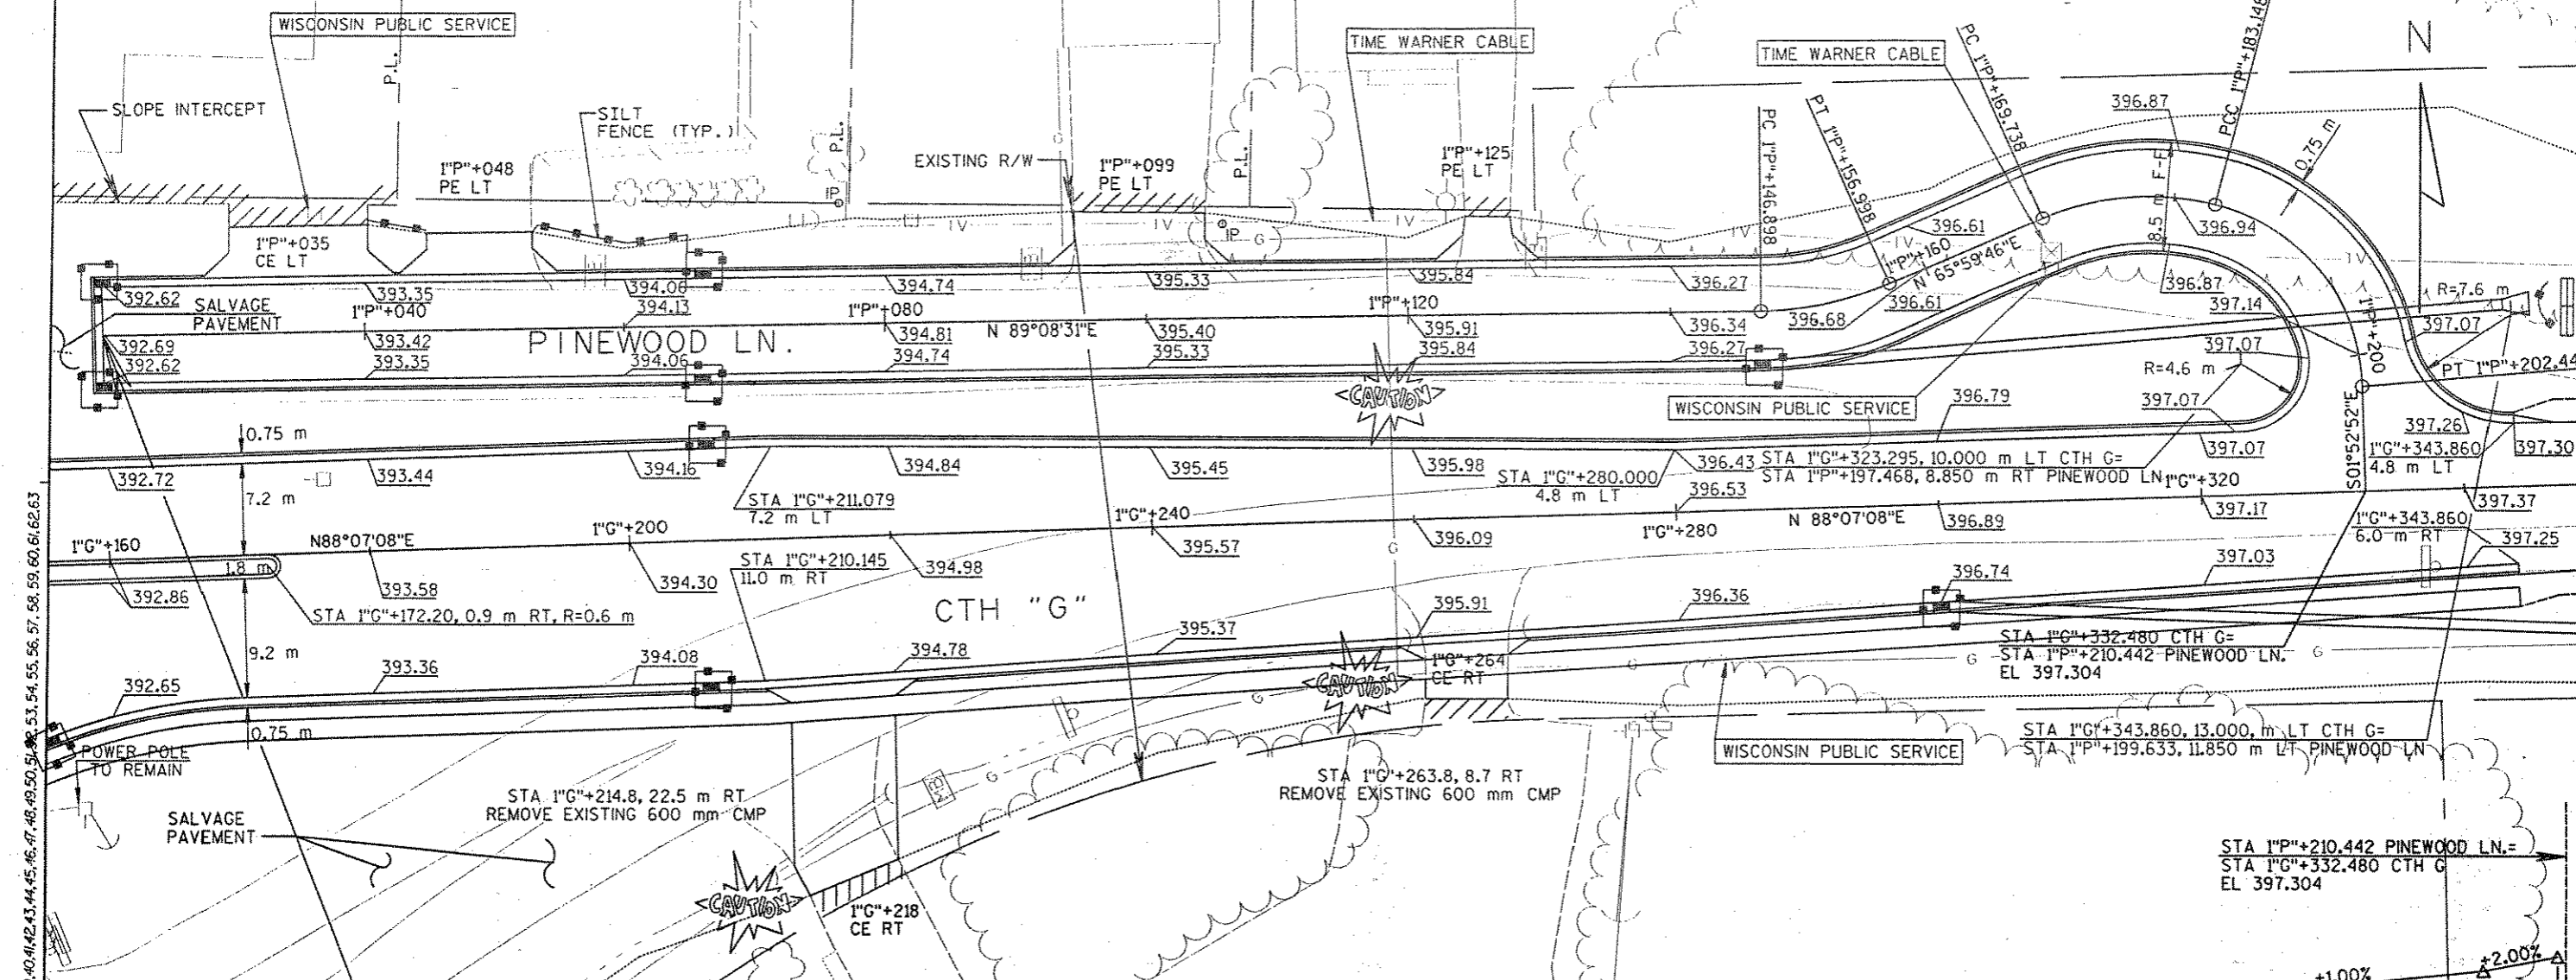 WISCONSIN PUBLIC SERVICE
TIME WARNER CABLE
TIME WARNER CABLE
N
P.L.
SLOPE INTERCEPT
SILT
FENCE (TYP.)
P.L.
EXISTING R/W
P.L.
1"P"+048
PE LT
1"P"+099
PE LT
1"P"+125
PE LT
PC 1"P"+146.898
PT 1"P"+156.998
PC 1"P"+169.738
PCC 1"P"+183.148
396.87
0.75 m
8.5 m F-F
1"P"+035
CE LT
IP
IP
396.61
396.94
1"P"+160
N 65°59'46"E
392.62
393.35
394.06
394.74
395.33
395.84
396.27
396.61
396.87
397.14
R=7.6 m
SALVAGE
PAVEMENT
1"P"+040
394.13
1"P"+080
1"P"+120
392.69
393.42
PINEWOOD LN.
394.81
N 89°08'31"E
395.40
395.91
396.34
396.68
397.07
1"P"+200
392.62
393.35
394.06
394.74
395.33
395.84
396.27
397.07
R=4.6 m
PT 1"P"+202.44
CAUTION
WISCONSIN PUBLIC SERVICE
396.79
397.07
S01°52'52"E
0.75 m
397.26
397.30
392.72
393.44
394.16
394.84
395.45
395.98
396.43
397.07
1"G"+343.860
4.8 m LT
7.2 m
STA 1"G"+211.079
7.2 m LT
STA 1"G"+280.000
4.8 m LT
STA 1"G"+323.295, 10.000 m LT CTH G=
STA 1"P"+197.468, 8.850 m RT PINEWOOD LN
1"G"+320
396.53
1"G"+160
N88°07'08"E
1"G"+200
1"G"+240
1"G"+280
N 88°07'08"E
397.17
397.37
1.8 m
393.58
394.30
STA 1"G"+210.145
11.0 m RT
394.98
395.57
396.09
396.89
1"G"+343.860
6.0 m RT
397.25
392.86
STA 1"G"+172.20, 0.9 m RT, R=0.6 m
CTH "G"
395.91
396.36
396.74
397.03
9.2 m
392.65
393.36
394.08
394.78
395.37
CAUTION
1"G"+264
CE RT
STA 1"G"+332.480 CTH G=
STA 1"P"+210.442 PINEWOOD LN.
EL 397.304
0.75 m
POWER POLE
TO REMAIN
WISCONSIN PUBLIC SERVICE
STA 1"G"+343.860, 13.000, m LT CTH G=
STA 1"P"+199.633, 11.850 m LT PINEWOOD LN
STA 1"G"+214.8, 22.5 m RT
REMOVE EXISTING 600 mm CMP
STA 1"G"+263.8, 8.7 RT
REMOVE EXISTING 600 mm CMP
SALVAGE
PAVEMENT
CAUTION
1"G"+218
CE RT
STA 1"P"+210.442 PINEWOOD LN.=
STA 1"G"+332.480 CTH G
EL 397.304
+1.00%
+2.00%